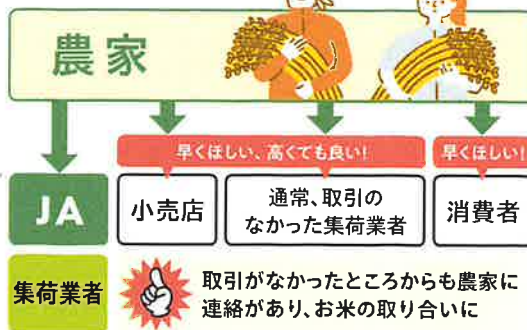 農家
早くほしい、高くても良い!
早くほしい!
JA
小売店
通常、取引の
なかった集荷業者
消費者
集荷業者
取引がなかったところからも農家に
連絡があり、お米の取り合いに